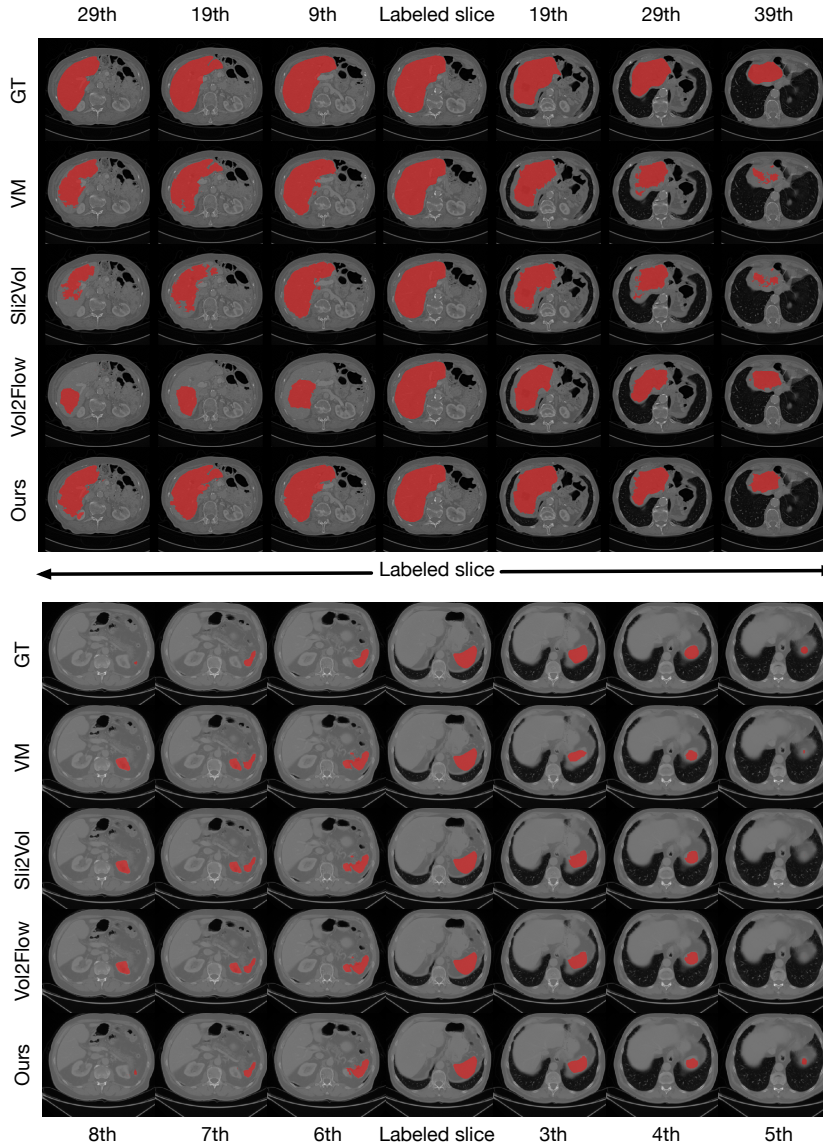 29th 19th 9th Labeled slice 19th 29th 39th
GT
VM
Sli2Vol
Vol2Flow
Ours
Labeled slice
GT
VM
Sli2Vol
Vol2Flow
Ours
8th 7th 6th Labeled slice 3th 4th 5th